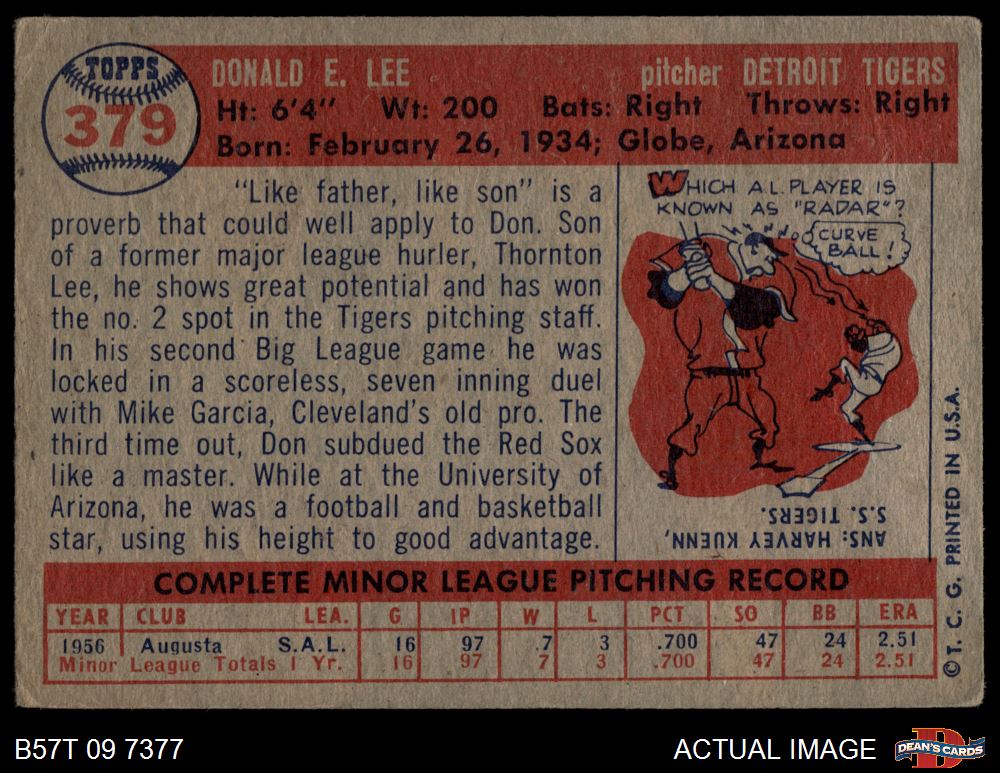 TOPPS
379
DONALD E. LEE pitcher DETROIT TIGERS
Ht: 6'4" Wt: 200 Bats: Right Throws: Right
Born: February 26, 1934; Globe, Arizona
"Like father, like son" is a
proverb that could well apply to Don. Son
of a former major league hurler, Thornton
Lee, he shows great potential and has won
the no. 2 spot in the Tigers pitching staff.
In his second Big League game he was
locked in a scoreless, seven inning duel
with Mike Garcia, Cleveland's old pro. The
third time out, Don subdued the Red Sox
like a master. While at the University of
Arizona, he was a football and basketball
star, using his height to good advantage.
WHICH A.L. PLAYER IS
KNOWN AS "RADAR"?
CURVE
BALL!
ANS: HARVEY KUENN,
S.S. TIGERS.
COMPLETE MINOR LEAGUE PITCHING RECORD
YEAR CLUB LEA. G IP W L PCT SO BB ERA
1956 Augusta S.A.L. 16 97 .7 3 .700 47 24 2.51
Minor League Totals 1 Yr. 16 97 7 3 .700 47 24 2.51
© T. C. G. PRINTED IN U.S.A.
B57T 09 7377
ACTUAL IMAGE
DEAN'S CARDS